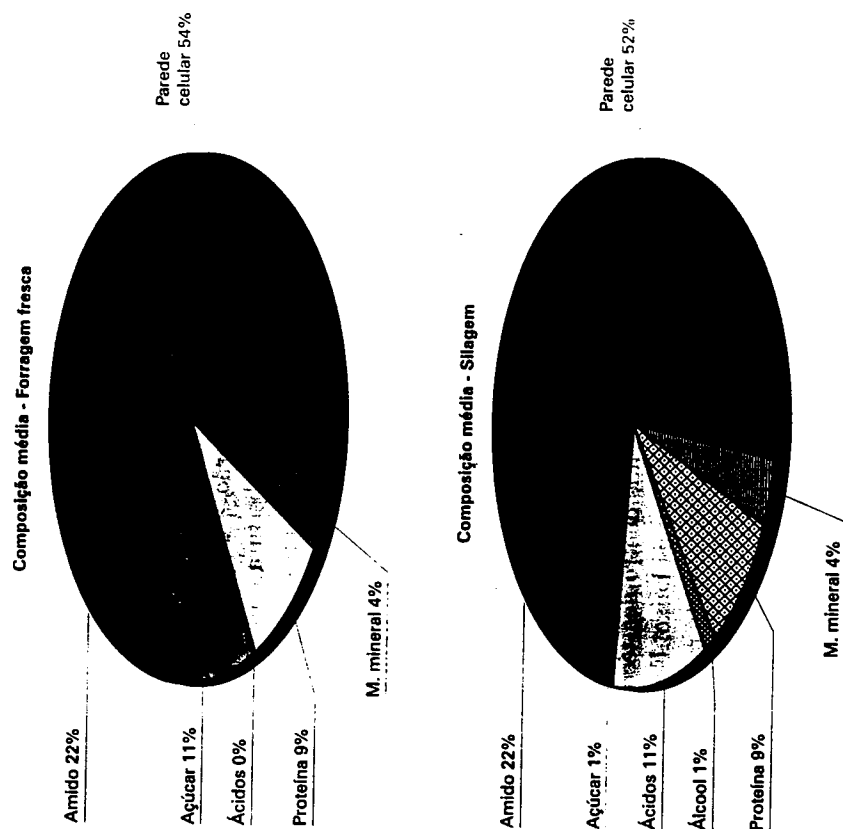 Composição média - Forragem fresca
Amido 22%
Açúcar 11%
Ácidos 0%
Proteína 9%
M. mineral 4%
Parede
celular 54%
Composição média - Silagem
Amido 22%
Açúcar 1%
Ácidos 11%
Álcool 1%
Proteína 9%
M. mineral 4%
Parede
celular 52%